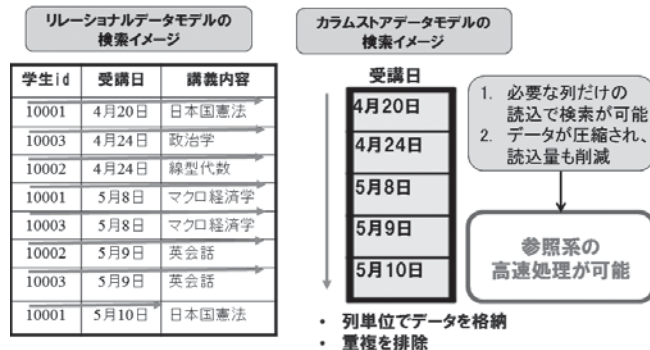 リレーショナルデータモデルの
検索イメージ
学生id 受講日 講義内容
10001 4月20日 日本国憲法
10003 4月24日 政治学
10002 4月24日 線型代数
10001 5月8日 マクロ経済学
10003 5月8日 マクロ経済学
10002 5月9日 英会話
10003 5月9日 英会話
10001 5月10日 日本国憲法
カラムストアデータモデルの
検索イメージ
受講日
4月20日
4月24日
5月8日
5月9日
5月10日
・ 列単位でデータを格納
・ 重複を排除
1. 必要な列だけの
読込で検索が可能
2. データが圧縮され、
読込量も削減
参照系の
高速処理が可能